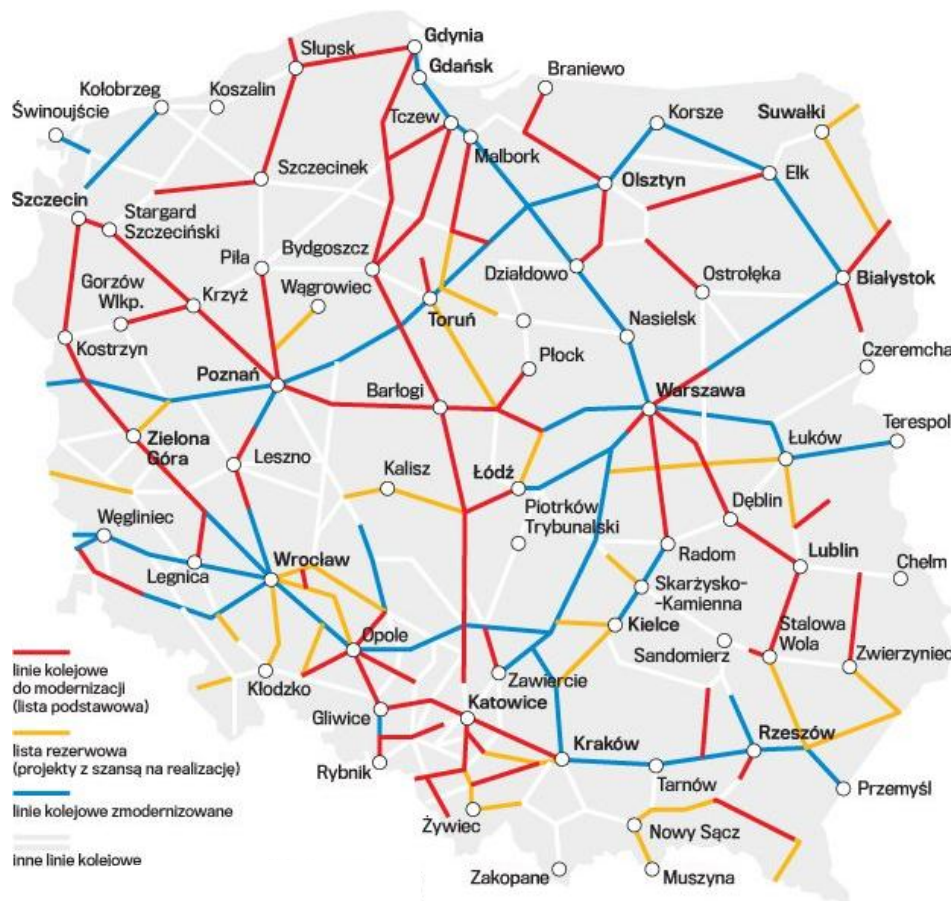 Gdynia
Słupsk
Gdańsk
Braniewo
Kołobrzeg
Koszalin
Świnoujście
Tczew
Korsze
Suwałki
Malbork
Szczecinek
Olsztyn
Ełk
Szczecin
Stargard
Szczeciński
Piła
Bydgoszcz
Działdowo
Ostrołęka
Białystok
Gorzów
Wlkp.
Krzyż
Wągrowiec
Toruń
Nasielsk
Kostrzyn
Płock
Czeremcha
Poznań
Barłogi
Warszawa
Terespol
Zielona
Góra
Leszno
Kalisz
Łódź
Łuków
Piotrków
Trybunalski
Dęblin
Węgliniec
Wrocław
Radom
Lublin
Chelm
Legnica
Skarżysko-
-Kamienna
Opole
Kielce
Stalowa
Wola
Sandomierz
Zwierzyniec
Kłodzko
Zawiercie
Gliwice
Katowice
Kraków
Rzeszów
Rybnik
Tarnów
Przemyśl
Żywiec
Nowy Sącz
Zakopane
Muszyna
linie kolejowe
do modernizacji
(lista podstawowa)
lista rezerwowa
(projekty z szansą na realizację)
linie kolejowe zmodernizowane
inne linie kolejowe